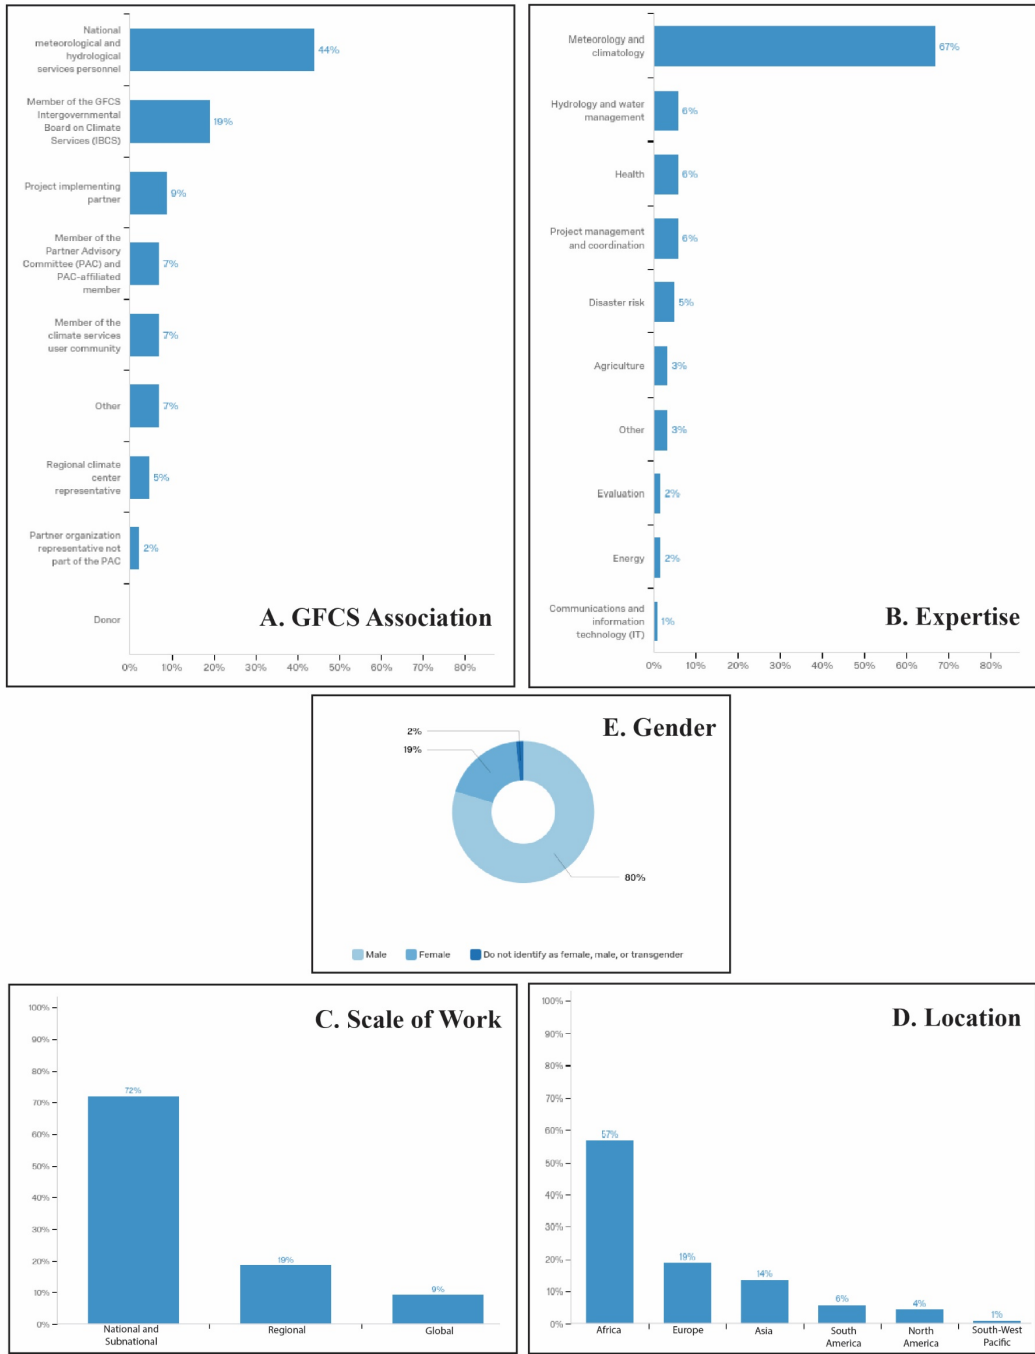 National
meteorological and
hydrological
services personnel
44%
Member of the GFCS
Intergovernmental
Board on Climate
Services (IBCS)
19%
Project implementing
partner
9%
Member of the
Partner Advisory
Committee (PAC) and
PAC-affiliated
member
7%
Member of the
climate services
user community
7%
Other
7%
Regional climate
center
representative
5%
Partner organization
representative not
part of the PAC
2%
Donor
A. GFCS Association
0% 10% 20% 30% 40% 50% 60% 70% 80%
Meteorology and
climatology
67%
Hydrology and water
management
6%
Health
6%
Project management
and coordination
6%
Disaster risk
5%
Agriculture
3%
Other
3%
Evaluation
2%
Energy
2%
Communications and
information
technology (IT)
1%
B. Expertise
0% 10% 20% 30% 40% 50% 60% 70% 80%
E. Gender
2%
19%
80%
Male Female Do not identify as female, male, or transgender
C. Scale of Work
100%
90%
80%
70%
60%
50%
40%
30%
20%
10%
0%
72%
19%
9%
National and
Subnational
Regional
Global
D. Location
100%
90%
80%
70%
60%
50%
40%
30%
20%
10%
0%
57%
19%
14%
6%
4%
1%
Africa
Europe
Asia
South
America
North
America
South-West
Pacific